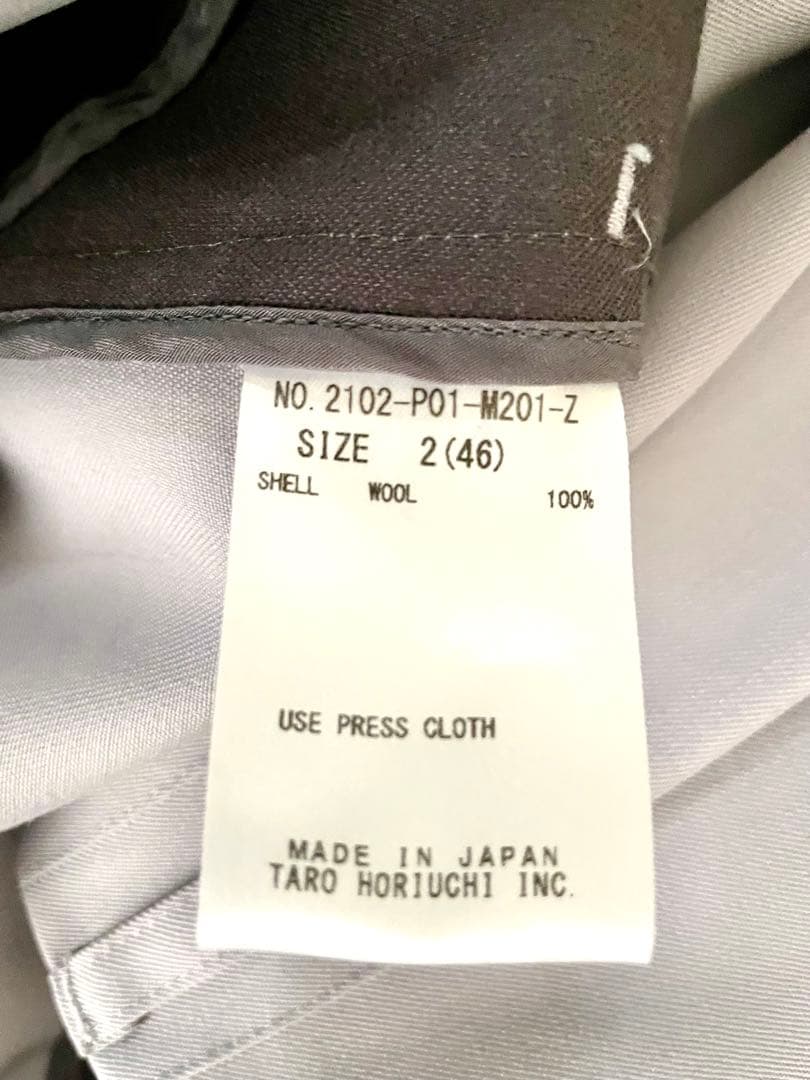 NO. 2102-P01-M201-Z
SIZE 2(46)
SHELL WOOL 100%
USE PRESS CLOTH
MADE IN JAPAN
TARO HORIUCHI INC.